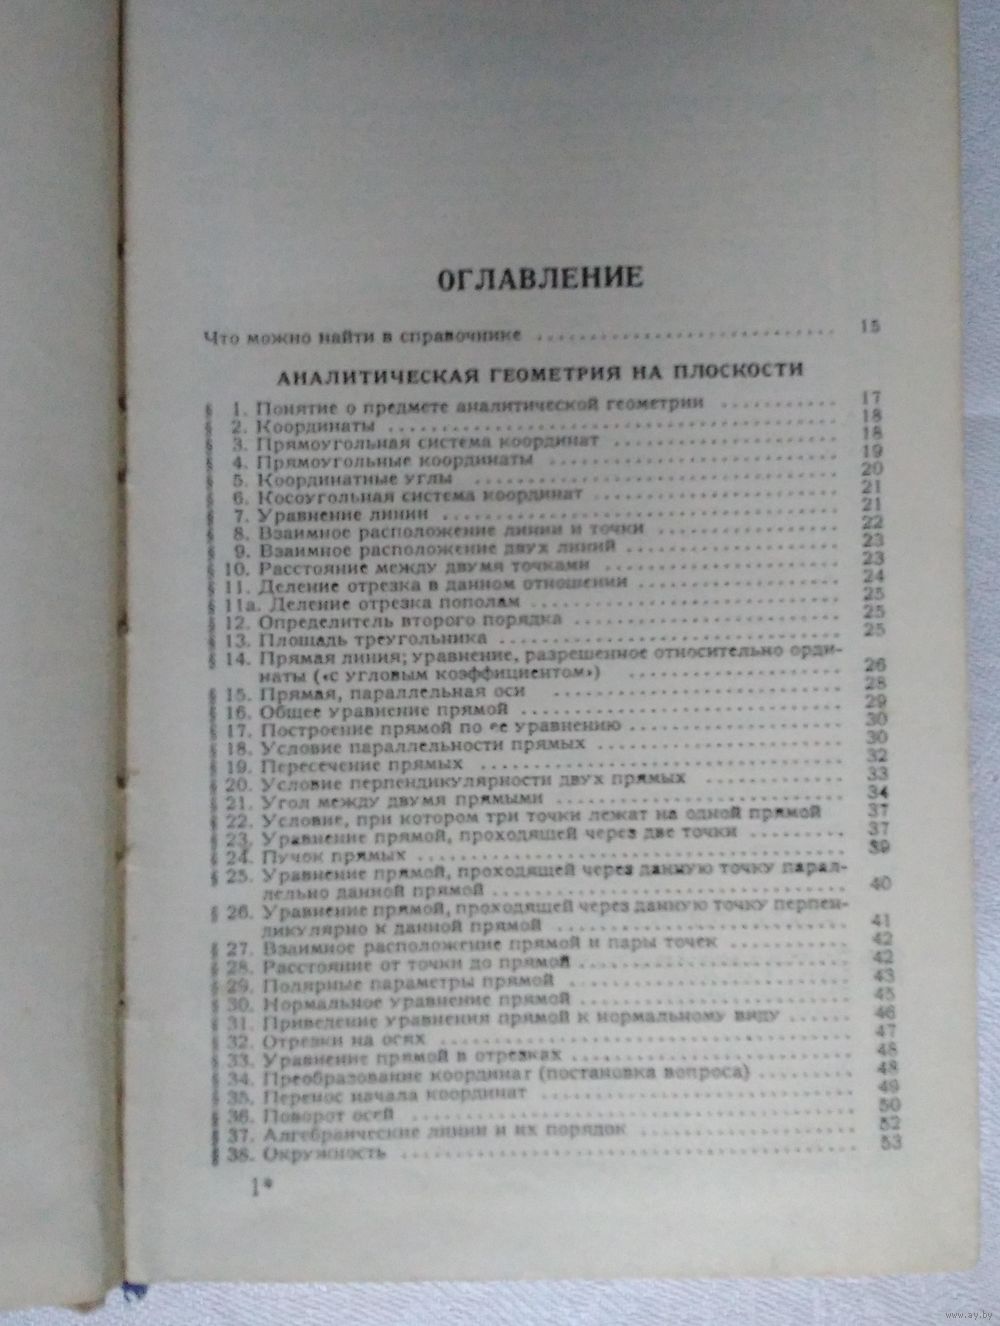 ОГЛАВЛЕНИЕ
Что можно найти в справочнике 15
АНАЛИТИЧЕСКАЯ ГЕОМЕТРИЯ НА ПЛОСКОСТИ
§ 1. Понятие о предмете аналитической геометрии 17
§ 2. Координаты 18
§ 3. Прямоугольная система координат 18
§ 4. Прямоугольные координаты 19
§ 5. Координатные углы 20
§ 6. Косоугольная система координат 21
§ 7. Уравнение линии 21
§ 8. Взаимное расположение линии и точки 22
§ 9. Взаимное расположение двух линий 23
§ 10. Расстояние между двумя точками 23
§ 11. Деление отрезка в данном отношении 24
§ 11а. Деление отрезка пополам 25
§ 12. Определитель второго порядка 25
§ 13. Площадь треугольника 25
§ 14. Прямая линия; уравнение, разрешенное относительно орди-
наты («с угловым коэффициентом») 26
§ 15. Прямая, параллельная оси 28
§ 16. Общее уравнение прямой 29
§ 17. Построение прямой по ее уравнению 30
§ 18. Условие параллельности прямых 30
§ 19. Пересечение прямых 32
§ 20. Условие перпендикулярности двух прямых 33
§ 21. Угол между двумя прямыми 34
§ 22. Условие, при котором три точки лежат на одной прямой 37
§ 23. Уравнение прямой, проходящей через две точки 37
§ 24. Пучок прямых 39
§ 25. Уравнение прямой, проходящей через данную точку парал-
лельно данной прямой 40
§ 26. Уравнение прямой, проходящей через данную точку перпен-
дикулярно к данной прямой 41
§ 27. Взаимное расположение прямой и пары точек 42
§ 28. Расстояние от точки до прямой 42
§ 29. Полярные параметры прямой 43
§ 30. Нормальное уравнение прямой 45
§ 31. Приведение уравнения прямой к нормальному виду 46
§ 32. Отрезки на осях 47
§ 33. Уравнение прямой в отрезках 48
§ 34. Преобразование координат (постановка вопроса) 48
§ 35. Перенос начала координат 49
§ 36. Поворот осей 50
§ 37. Алгебраические линии и их порядок 52
§ 38. Окружность 53
1*
www.ay.by